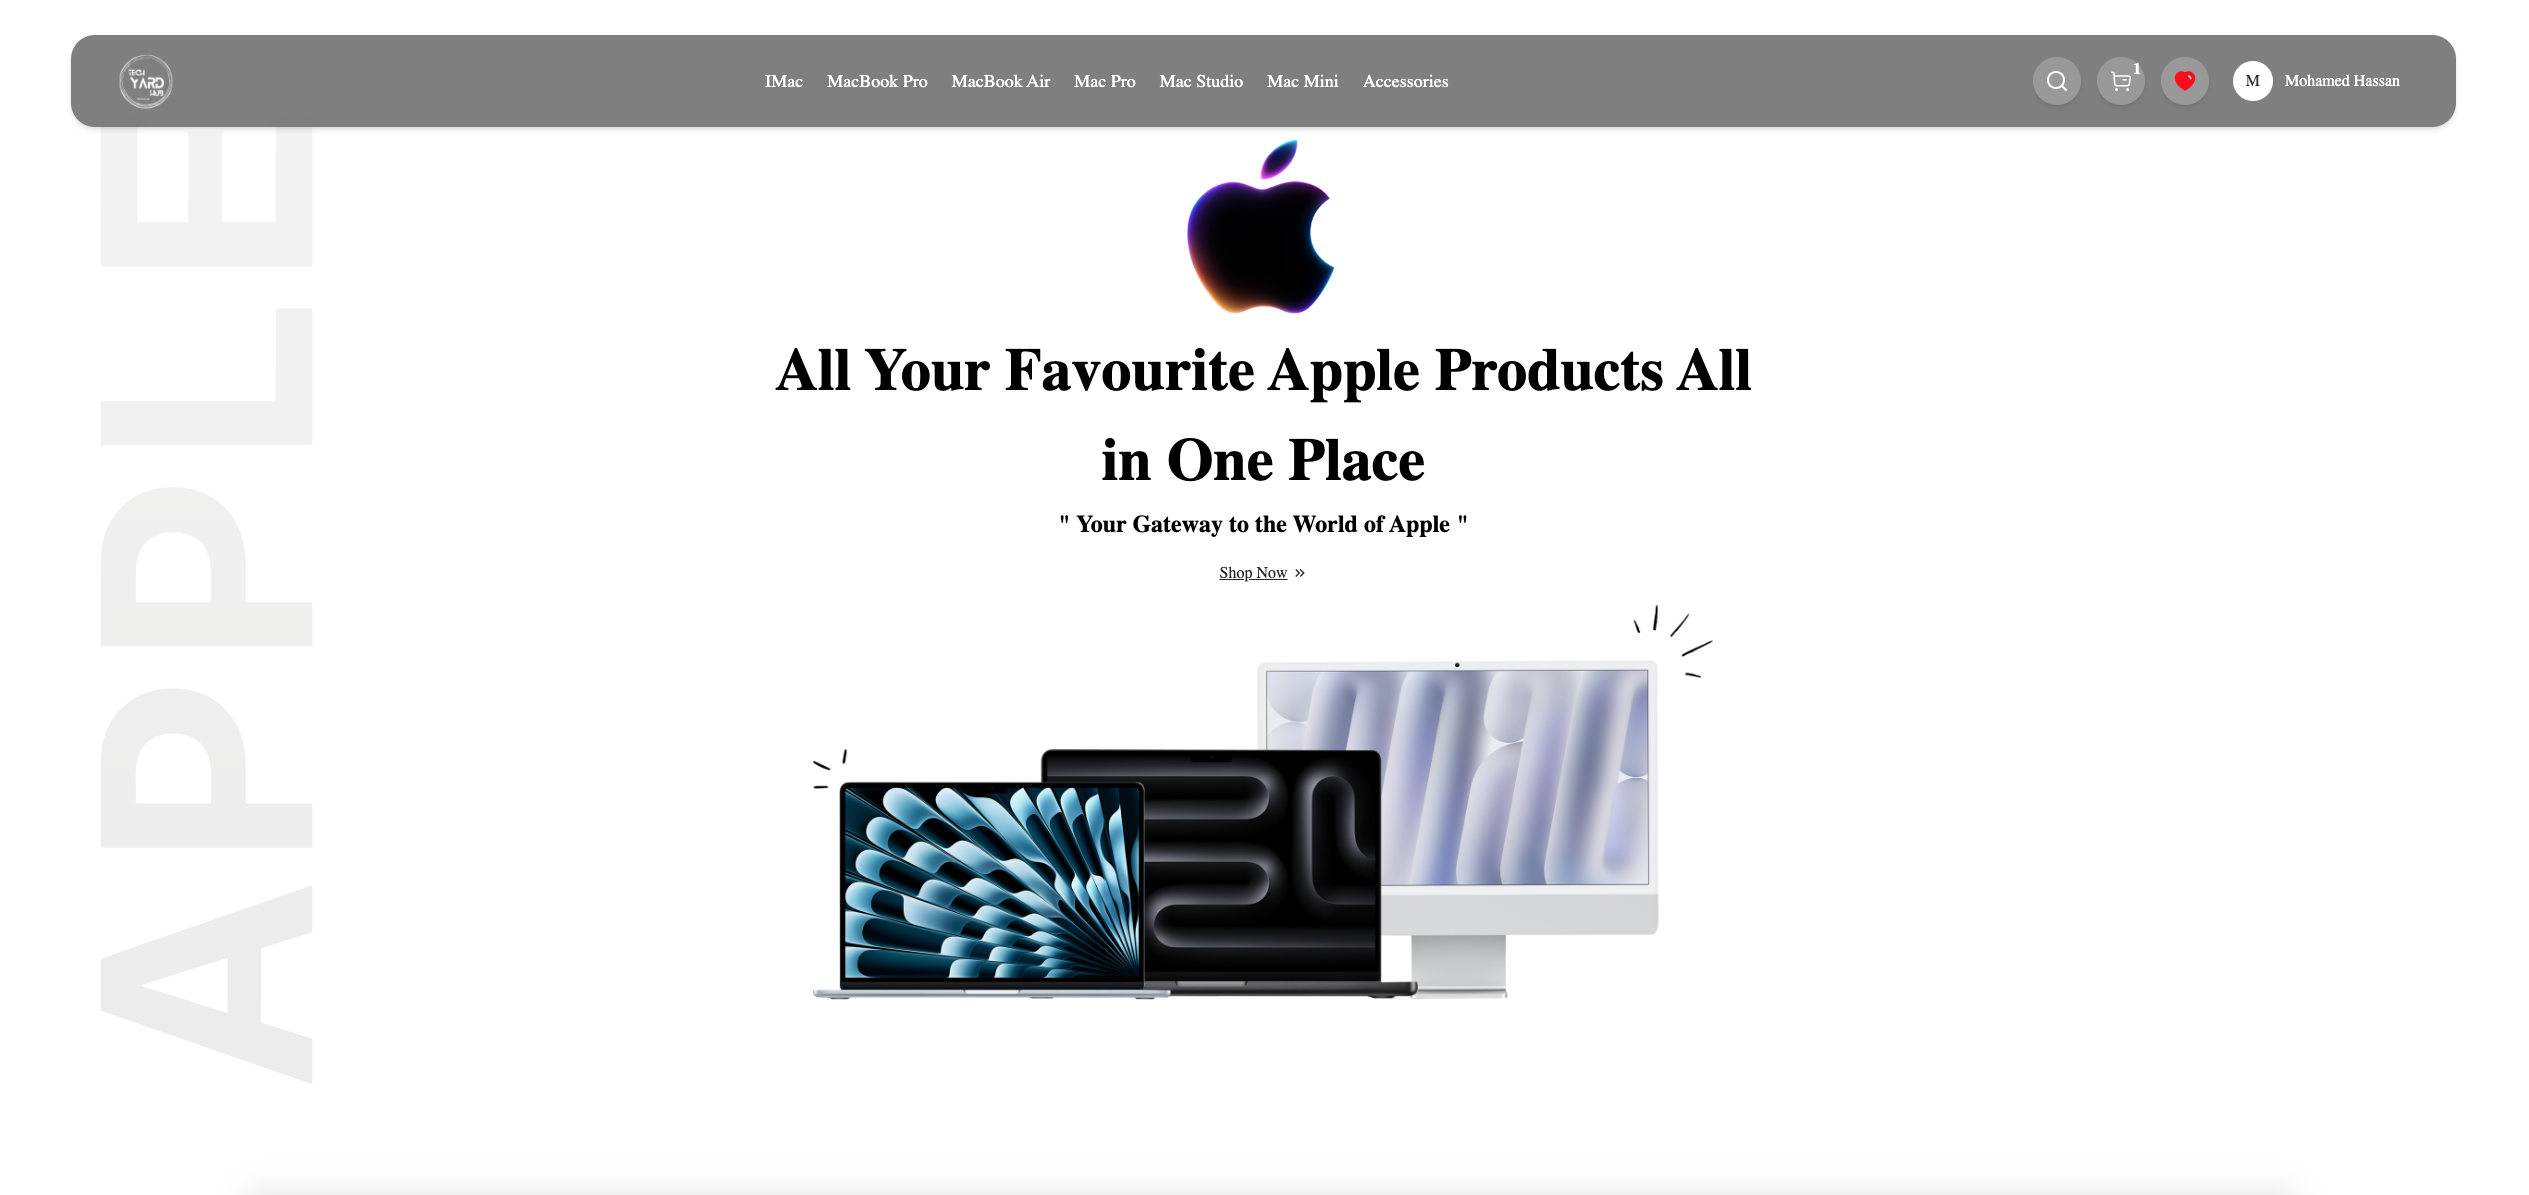 TECH
YARD
HUB
IMac MacBook Pro MacBook Air Mac Pro Mac Studio Mac Mini Accessories
1
M Mohamed Hassan
APPLE
All Your Favourite Apple Products All
in One Place
" Your Gateway to the World of Apple "
Shop Now »